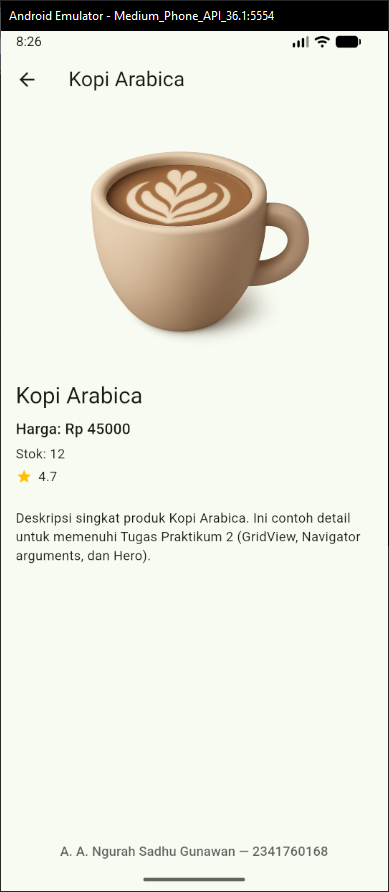 Android Emulator - Medium_Phone_API_36.1:5554
8:26
Kopi Arabica
Kopi Arabica
Harga: Rp 45000
Stok: 12
4.7
Deskripsi singkat produk Kopi Arabica. Ini contoh detail
untuk memenuhi Tugas Praktikum 2 (GridView, Navigator
arguments, dan Hero).
A. A. Ngurah Sadhu Gunawan — 2341760168